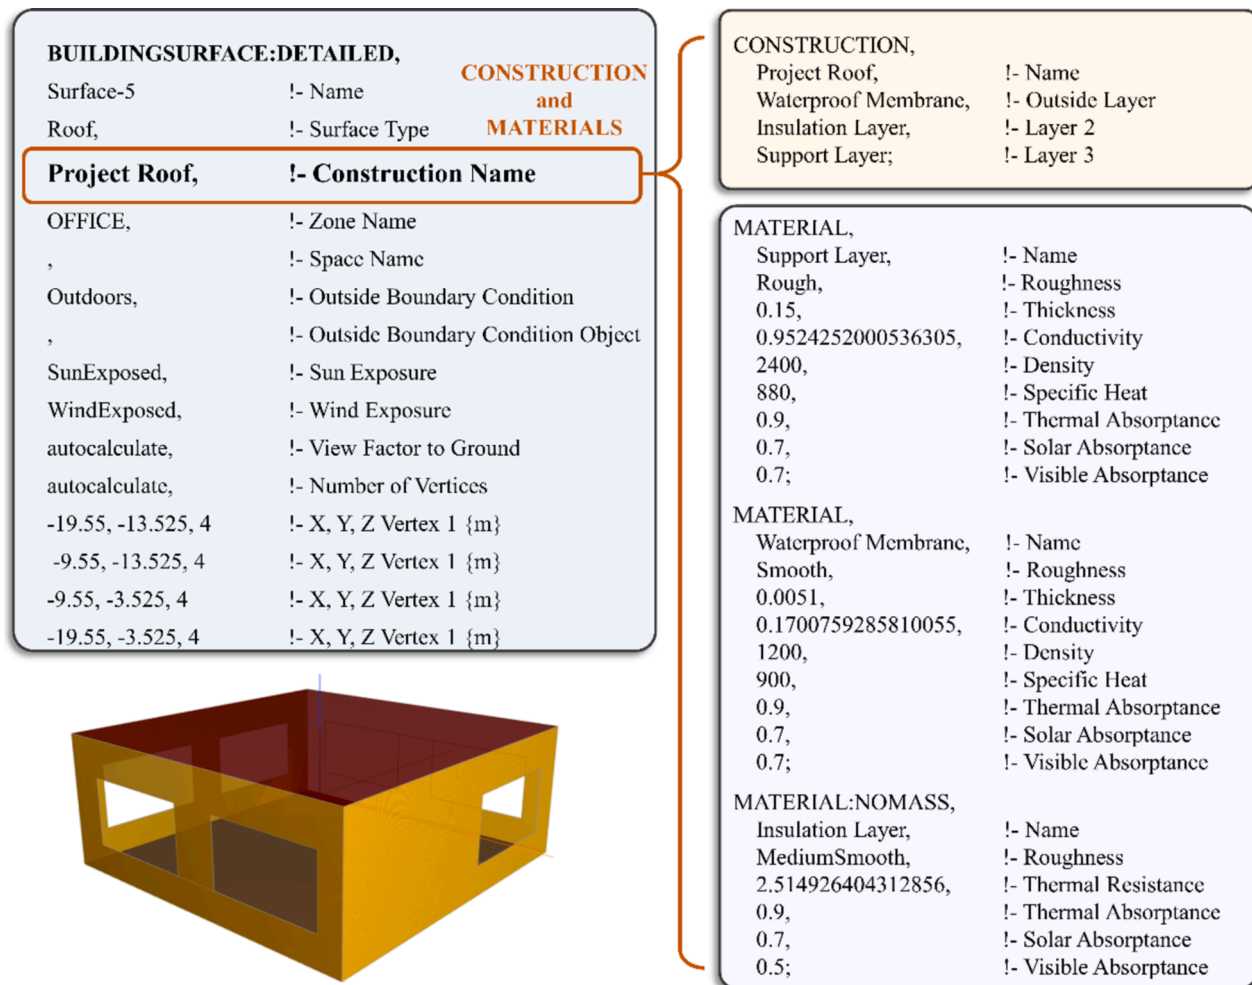 BUILDINGSURFACE:DETAILED,
Surface-5 !- Name
Roof, !- Surface Type
CONSTRUCTION
and
MATERIALS
Project Roof, !- Construction Name
OFFICE, !- Zone Name
, !- Space Name
Outdoors, !- Outside Boundary Condition
, !- Outside Boundary Condition Object
SunExposed, !- Sun Exposure
WindExposed, !- Wind Exposure
autocalculate, !- View Factor to Ground
autocalculate, !- Number of Vertices
-19.55, -13.525, 4 !- X, Y, Z Vertex 1 {m}
-9.55, -13.525, 4 !- X, Y, Z Vertex 1 {m}
-9.55, -3.525, 4 !- X, Y, Z Vertex 1 {m}
-19.55, -3.525, 4 !- X, Y, Z Vertex 1 {m}
CONSTRUCTION,
Project Roof, !- Name
Waterproof Membrane, !- Outside Layer
Insulation Layer, !- Layer 2
Support Layer; !- Layer 3
MATERIAL,
Support Layer, !- Name
Rough, !- Roughness
0.15, !- Thickness
0.9524252000536305, !- Conductivity
2400, !- Density
880, !- Specific Heat
0.9, !- Thermal Absorptance
0.7, !- Solar Absorptance
0.7; !- Visible Absorptance
MATERIAL,
Waterproof Membrane, !- Name
Smooth, !- Roughness
0.0051, !- Thickness
0.1700759285810055, !- Conductivity
1200, !- Density
900, !- Specific Heat
0.9, !- Thermal Absorptance
0.7, !- Solar Absorptance
0.7; !- Visible Absorptance
MATERIAL:NOMASS,
Insulation Layer, !- Name
MediumSmooth, !- Roughness
2.514926404312856, !- Thermal Resistance
0.9, !- Thermal Absorptance
0.7, !- Solar Absorptance
0.5; !- Visible Absorptance